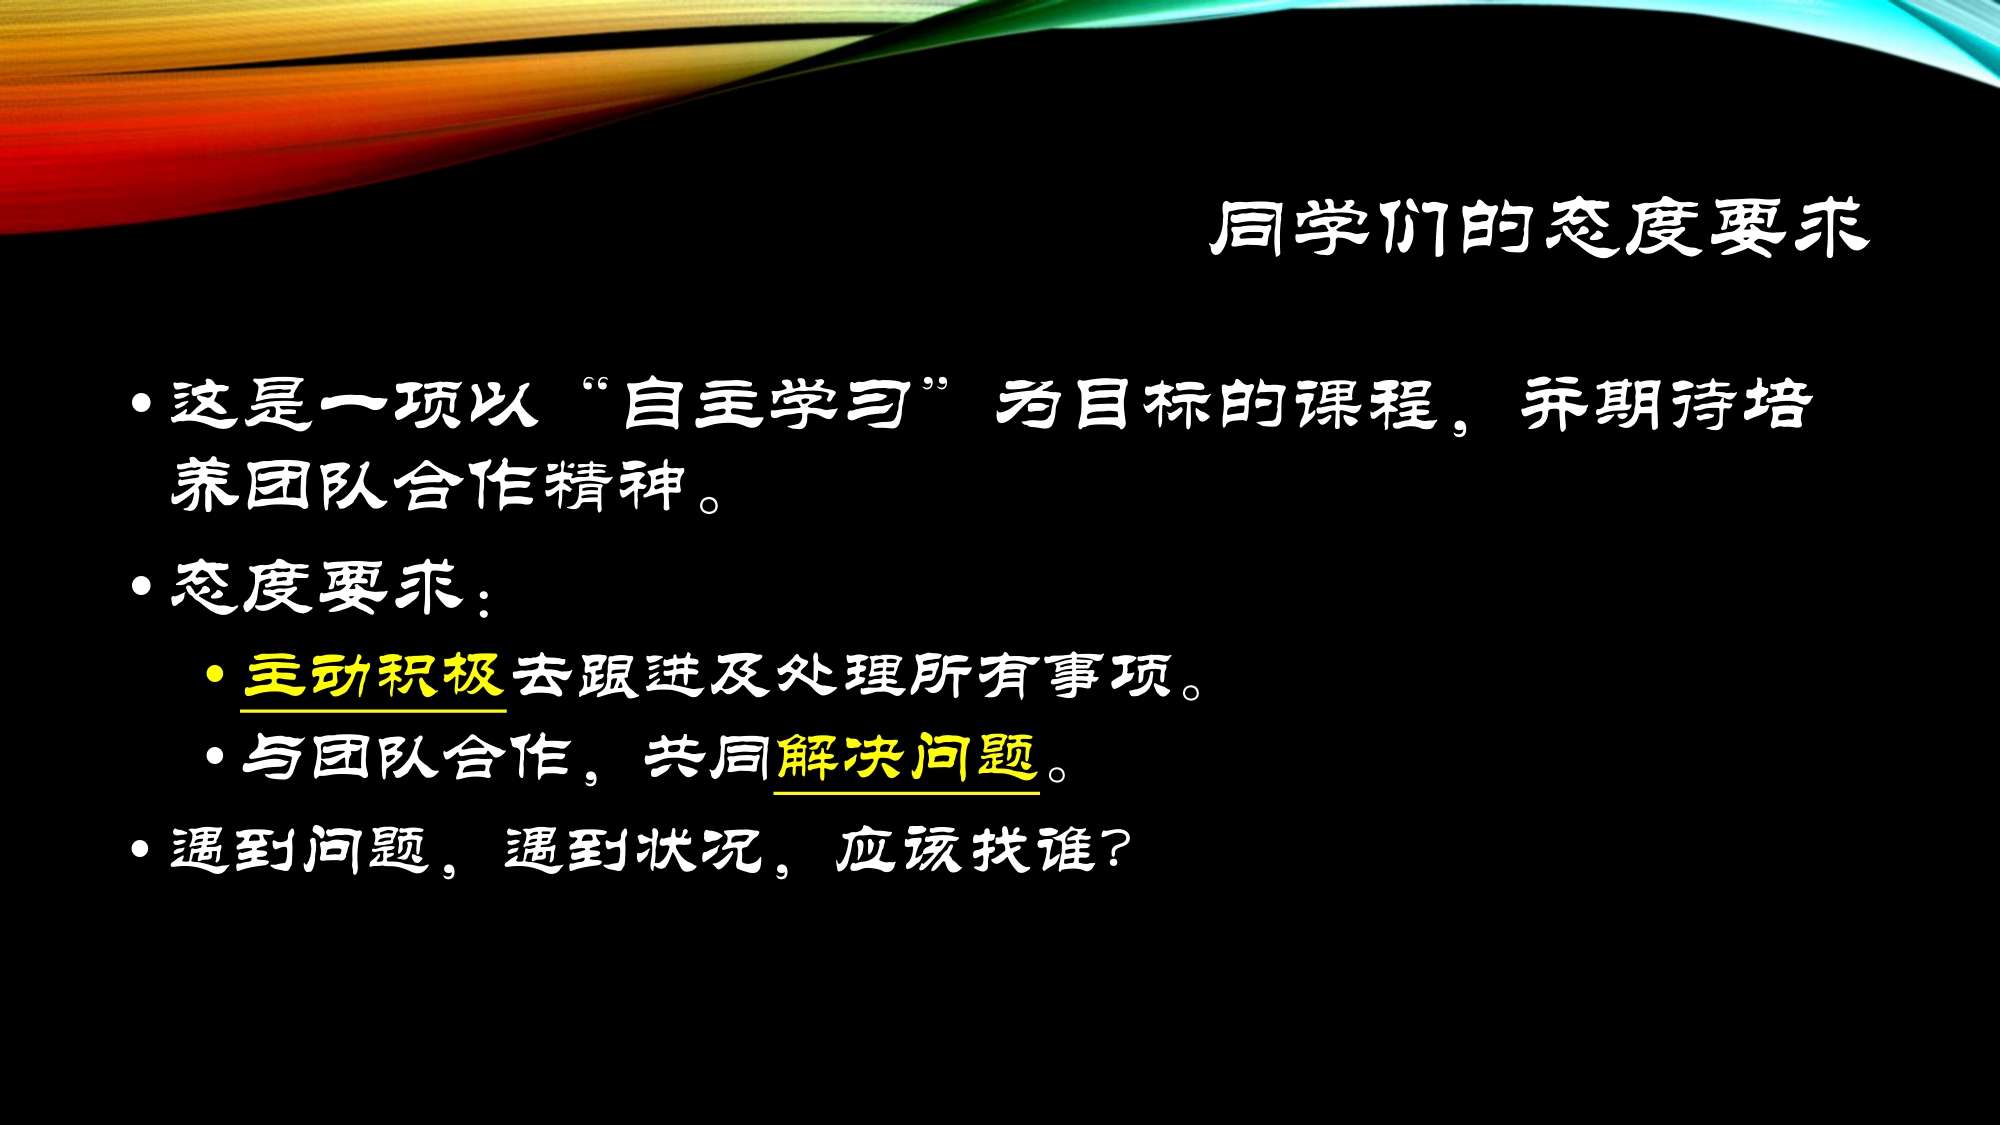 同学们的态度要求
• 这是一项以“自主学习”为目标的课程，并期待培
养团队合作精神。
• 态度要求：
• 主动积极去跟进及处理所有事项。
• 与团队合作，共同解决问题。
• 遇到问题，遇到状况，应该找谁？